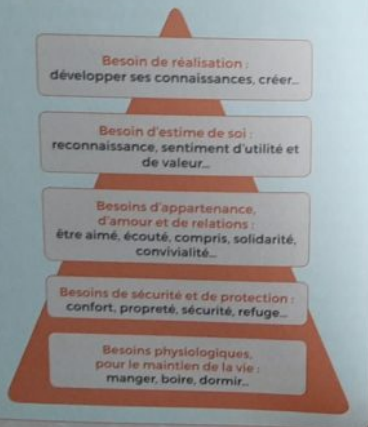 Besoin de réalisation :
développer ses connaissances, créer...
Besoin d'estime de soi :
reconnaissance, sentiment d'utilité et
de valeur...
Besoins d'appartenance,
d'amour et de relations :
être aimé, écouté, compris, solidarité,
convivialité...
Besoins de sécurité et de protection :
confort, propreté, sécurité, refuge...
Besoins physiologiques,
pour le maintien de la vie :
manger, boire, dormir...